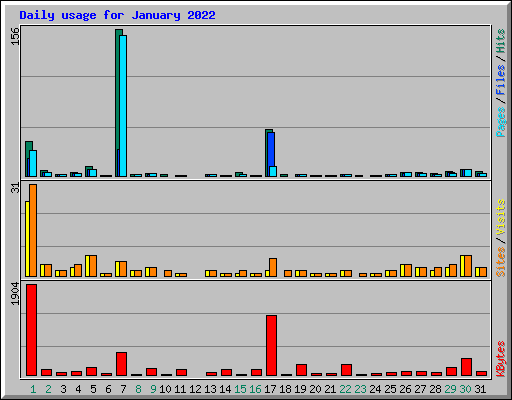 Daily usage for January 2022
156
Pages / Files / Hits
31
Sites / Visits
1904
KBytes
1 2 3 4 5 6 7 8 9 10 11 12 13 14 15 16 17 18 19 20 21 22 23 24 25 26 27 28 29 30 31